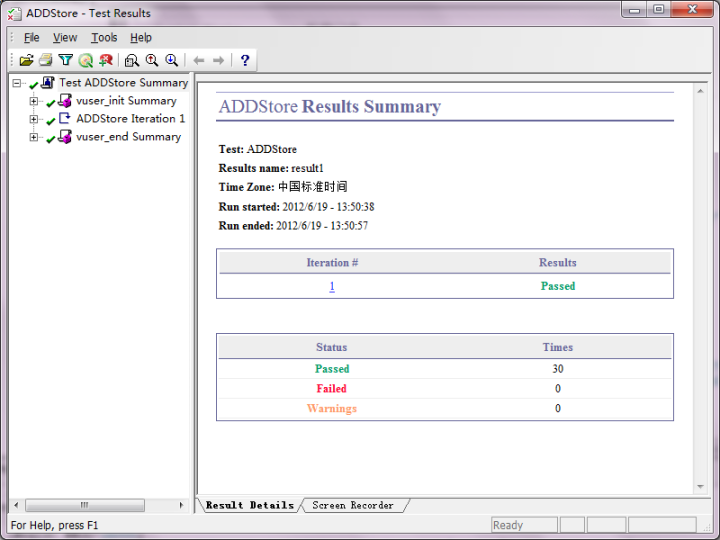 ADDStore - Test Results
File View Tools Help
Test ADDStore Summary
vuser_init Summary
ADDStore Iteration 1
vuser_end Summary
ADDStore Results Summary
Test: ADDStore
Results name: result1
Time Zone: 中国标准时间
Run started: 2012/6/19 - 13:50:38
Run ended: 2012/6/19 - 13:50:57
Iteration # Results
1 Passed
Status Times
Passed 30
Failed 0
Warnings 0
Result Details Screen Recorder
For Help, press F1 Ready